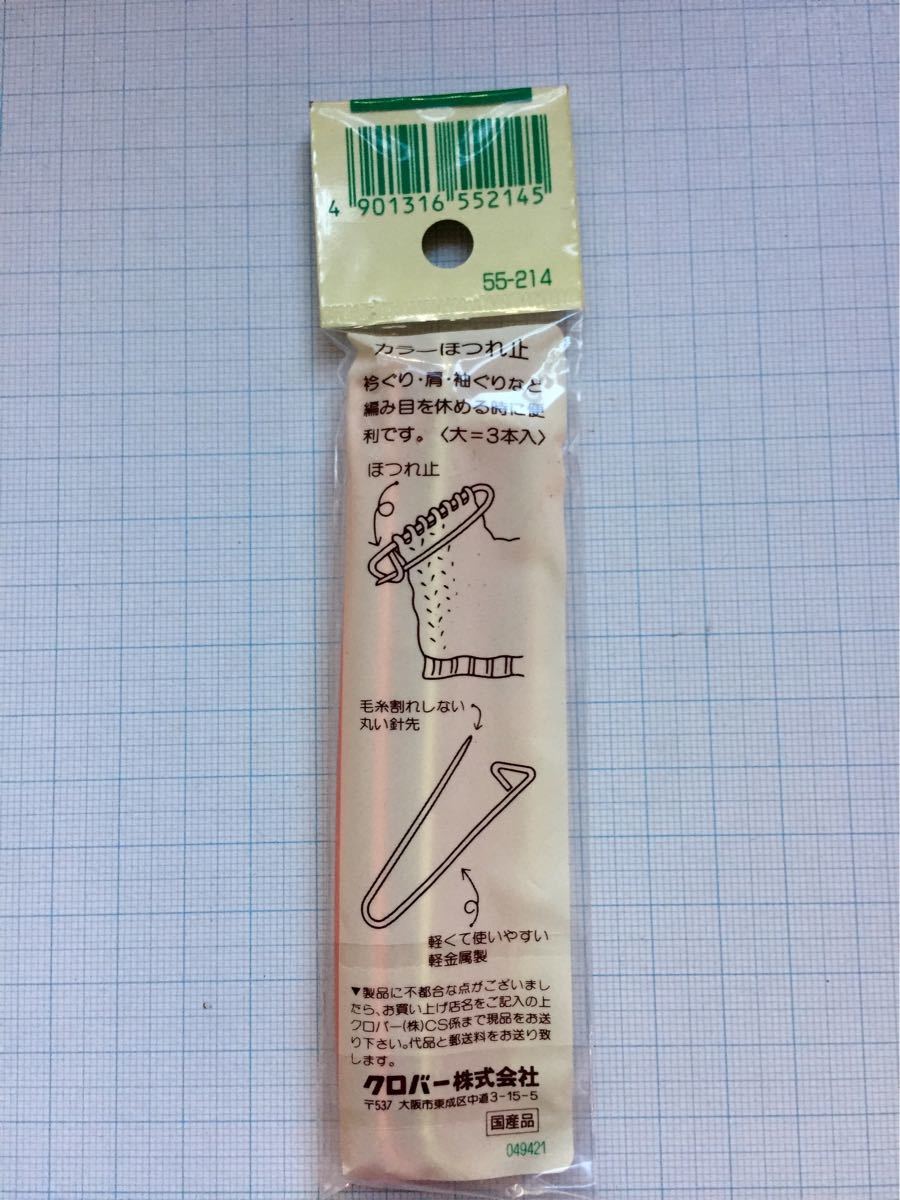 4 901316 552145
55-214
カラーほつれ止
衿ぐり・肩・袖ぐりなど
編み目を休める時に便
利です。〈大=3本入〉
ほつれ止
毛糸割れしない
丸い針先
軽くて使いやすい
軽金属製
▼製品に不都合な点がございまし
たら、お買い上げ店名をご記入の上
クロバー(株)CS係まで現品をお送
り下さい。代品と郵送料をお送り致
します。
クロバー株式会社
〒537 大阪市東成区中道3-15-5
国産品
049421